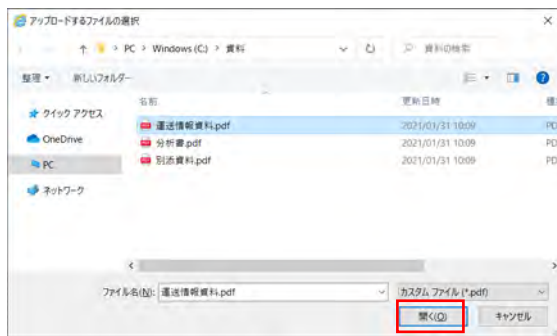 アップロードするファイルの選択
PC > Windows (C:) > 資料
資料の検索
整理
新しいフォルダー
名前
更新日時
クイック アクセス
運送情報資料.pdf
2021/01/31 10:09
PD
OneDrive
分析書.pdf
2021/01/31 10:09
PD
PC
別添資料.pdf
2021/01/31 10:09
PD
ネットワーク
ファイル名(N): 運送情報資料.pdf
カスタム ファイル (*.pdf)
開く(O)
キャンセル